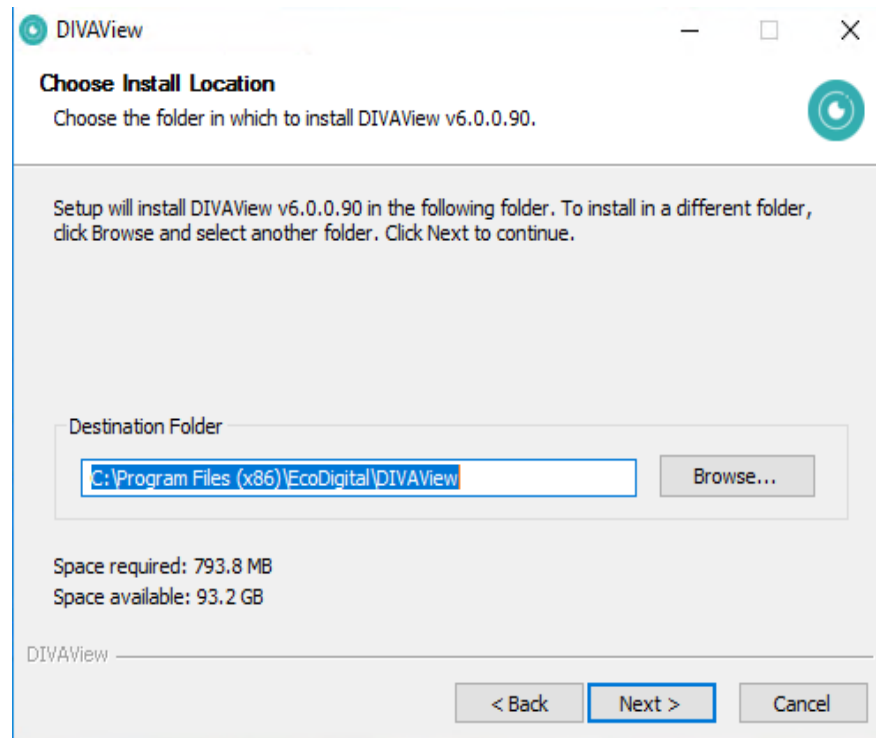 DIVAView
Choose Install Location
Choose the folder in which to install DIVAView v6.0.0.90.
Setup will install DIVAView v6.0.0.90 in the following folder. To install in a different folder,
click Browse and select another folder. Click Next to continue.
Destination Folder
C:\Program Files (x86)\EcoDigital\DIVAView
Browse...
Space required: 793.8 MB
Space available: 93.2 GB
DIVAView
< Back
Next >
Cancel